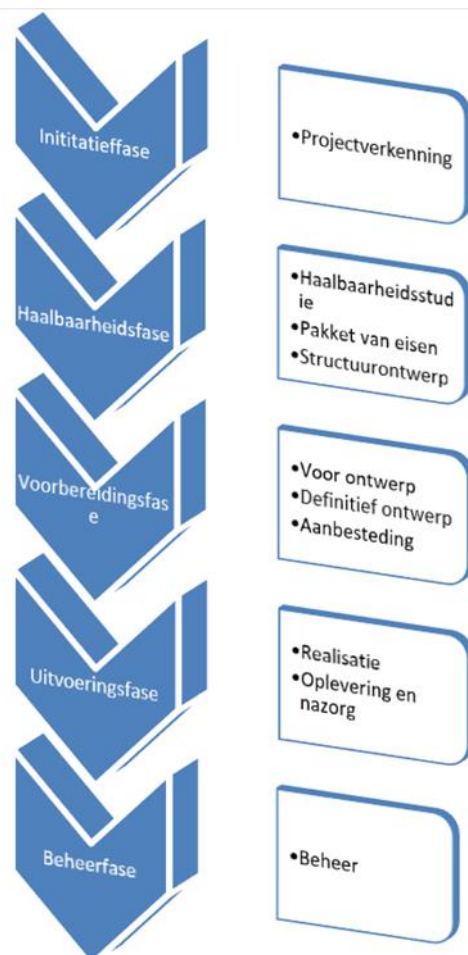 Inititatieffase
•Projectverkenning
Haalbaarheidsfase
•Haalbaarheidsstud
ie
•Pakket van eisen
•Structuurontwerp
Voorbereidingsfas
e
•Voor ontwerp
•Definitief ontwerp
•Aanbesteding
Uitvoeringsfase
•Realisatie
•Oplevering en
nazorg
Beheerfase
•Beheer